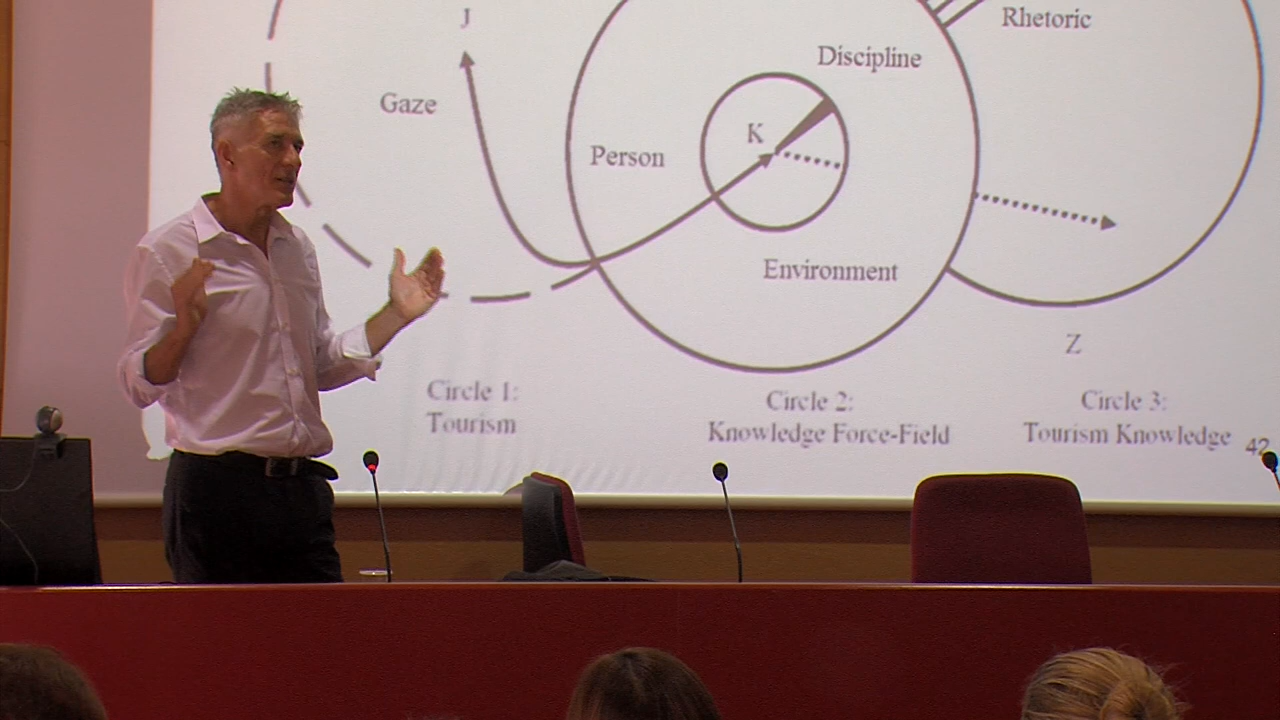 J
Rhetoric
Discipline
Gaze
K
Person
Environment
Z
Circle 1:
Tourism
Circle 2:
Knowledge Force-Field
Circle 3:
Tourism Knowledge
42